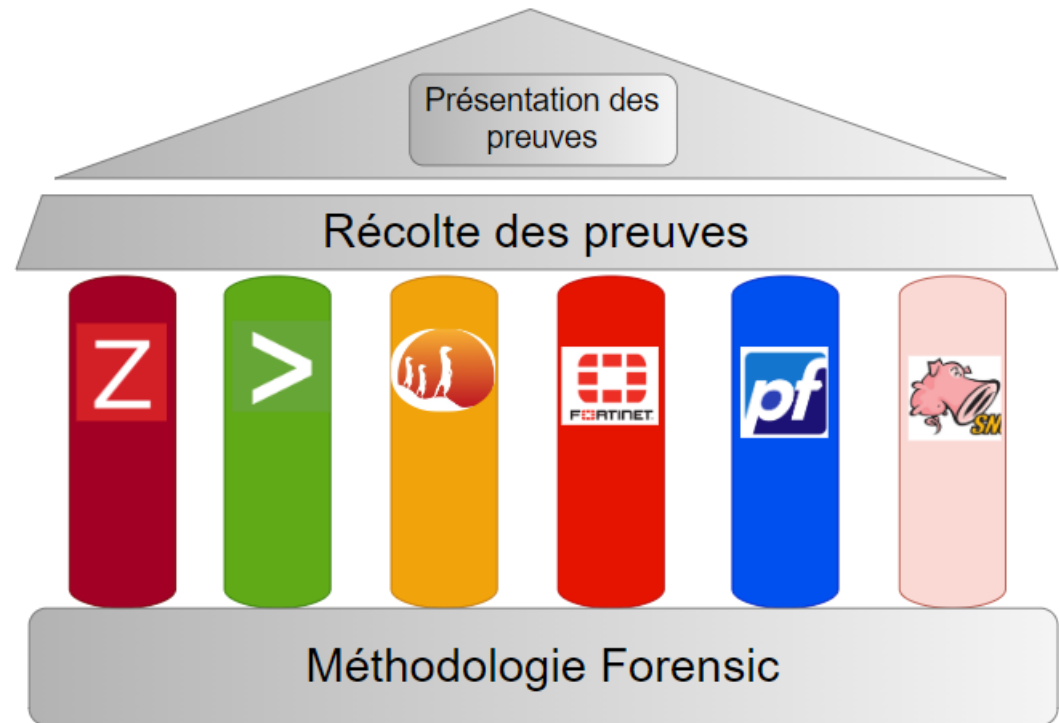 Présentation des
preuves
Récolte des preuves
Z
>
FORTINET
pf
SN
Méthodologie Forensic